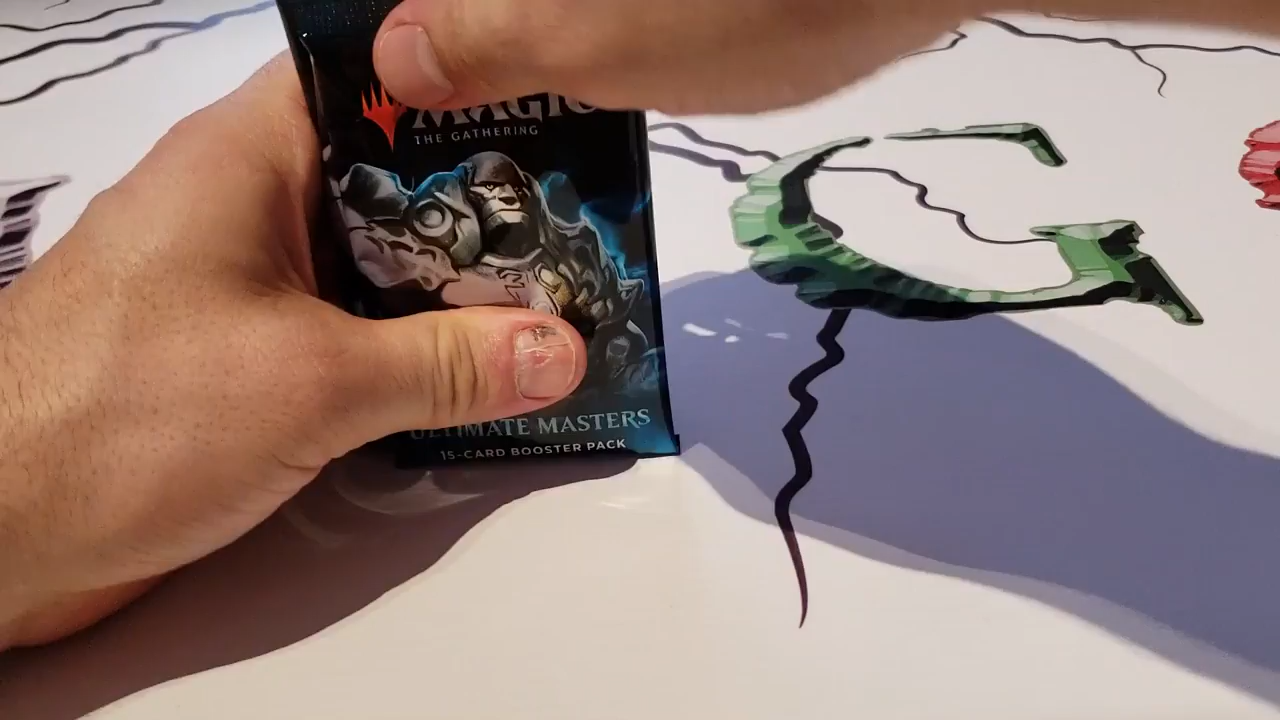 MAGIC
THE GATHERING
ULTIMATE MASTERS
15-CARD BOOSTER PACK
G